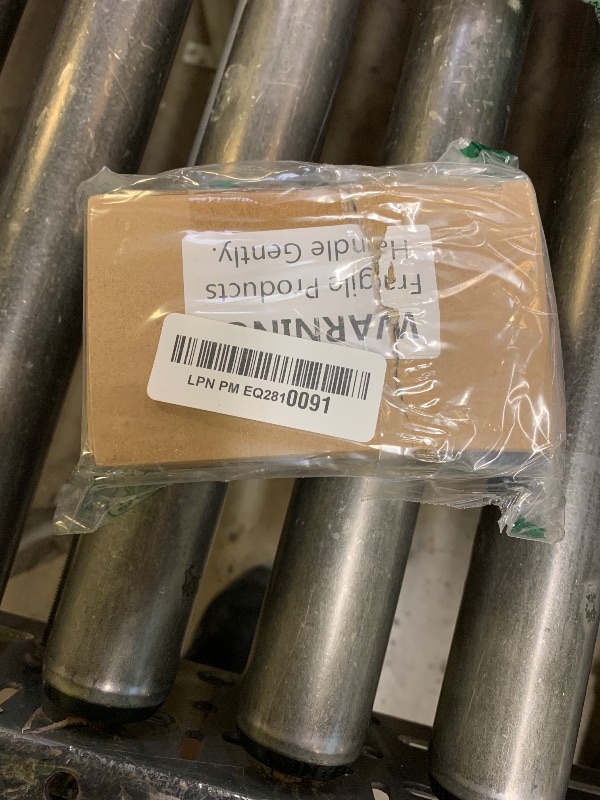 WARNING
Fragile Products
Handle Gently.
LPN PM EQ2810091